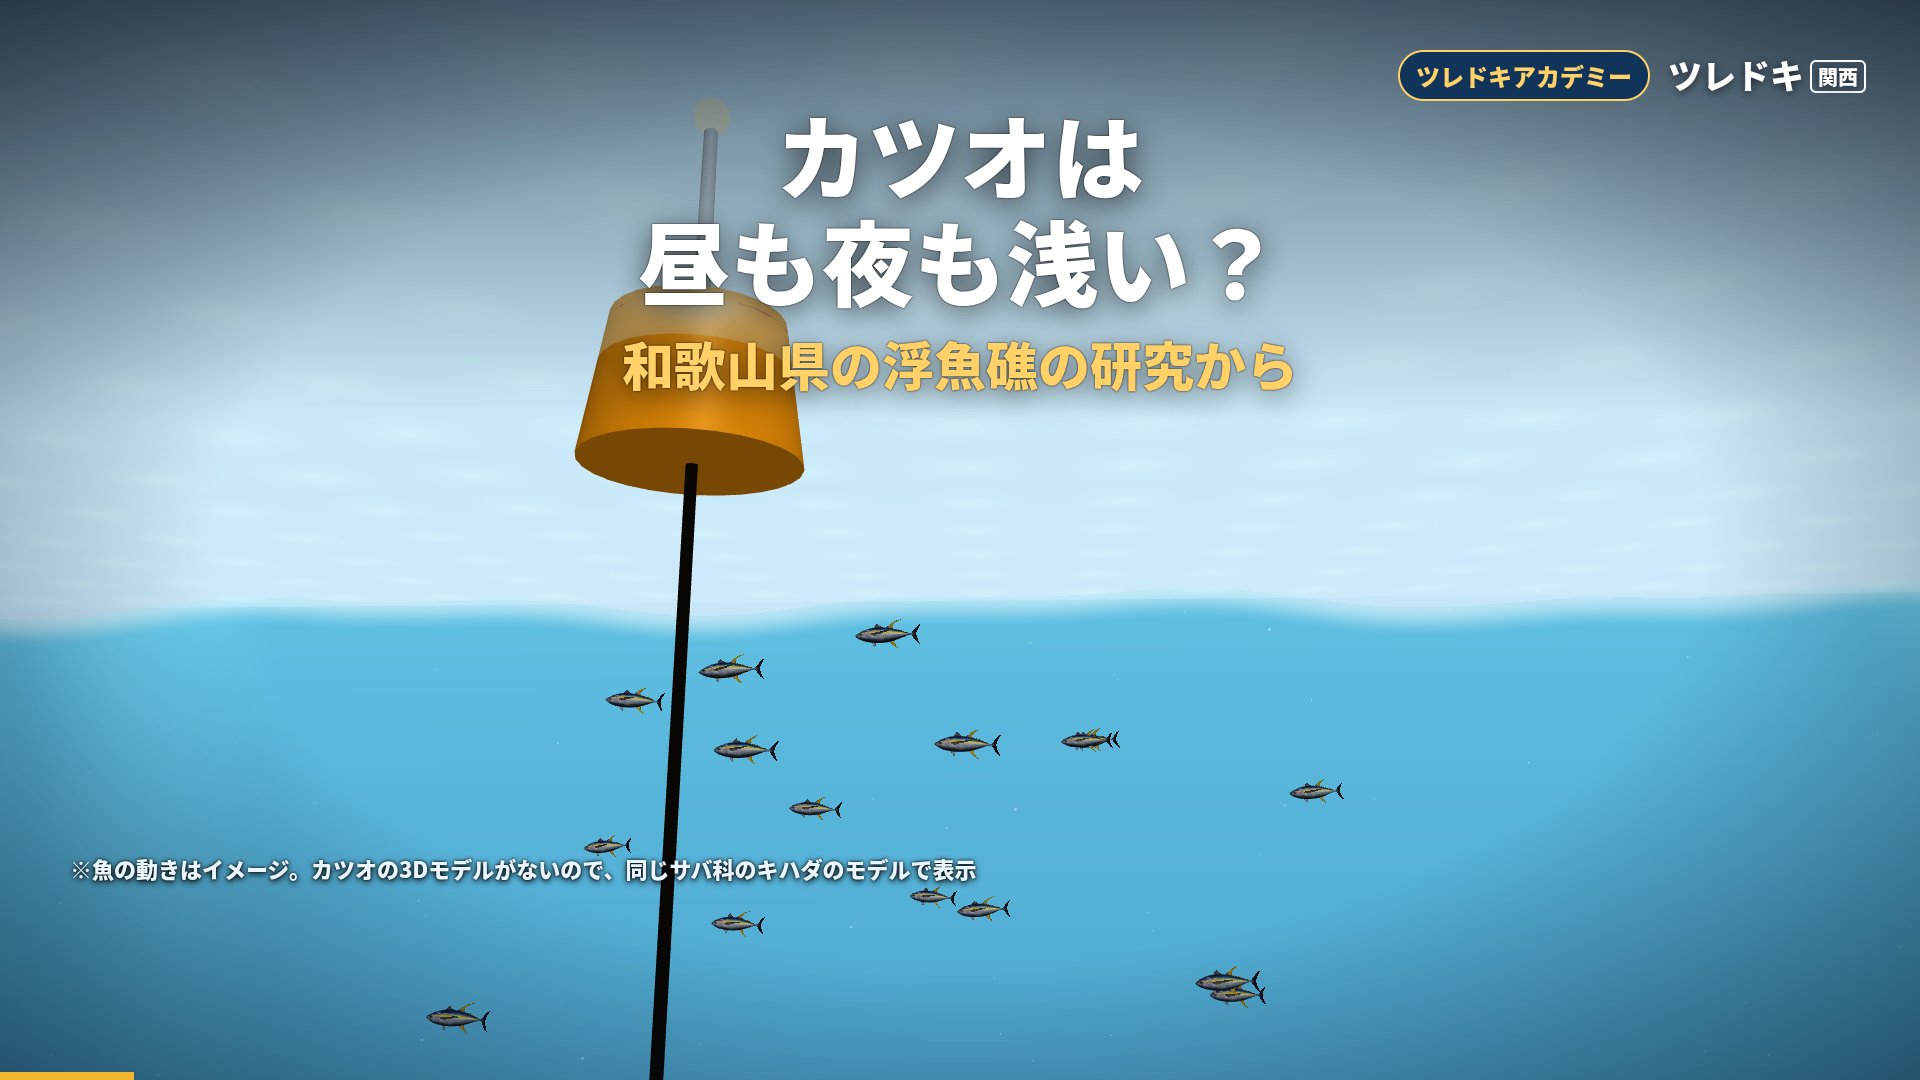 ツレドキアカデミー ツレドキ 関西
カツオは
昼も夜も浅い？
和歌山県の浮魚礁の研究から
※魚の動きはイメージ。カツオの3Dモデルがないので、同じサバ科のキハダのモデルで表示